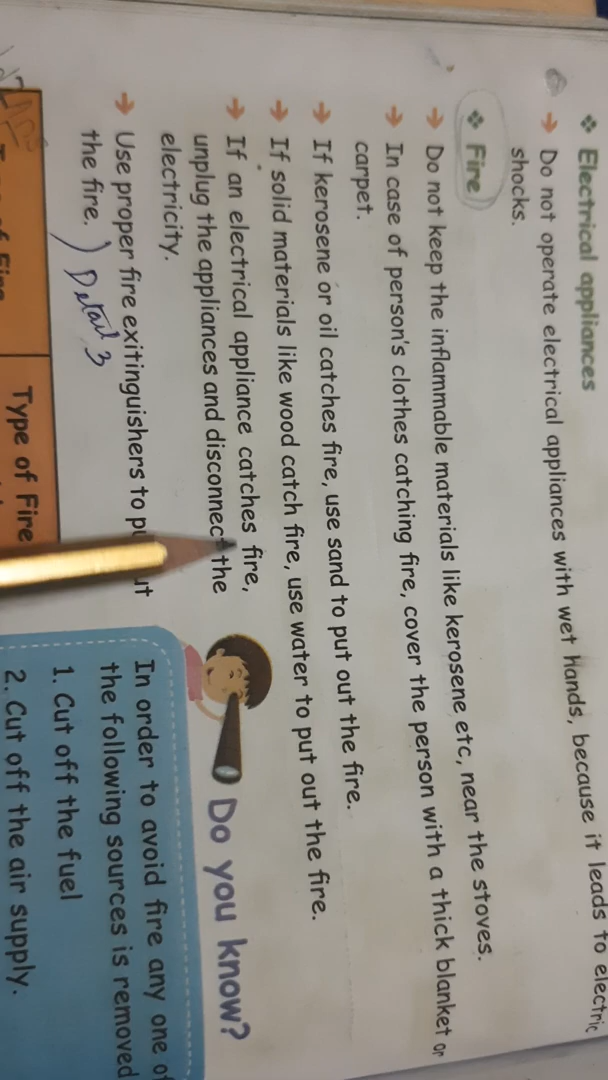 ❖ Electrical appliances
→ Do not operate electrical appliances with wet hands, because it leads to electric
shocks.
❖ Fire
→ Do not keep the inflammable materials like kerosene etc, near the stoves.
→ In case of person's clothes catching fire, cover the person with a thick blanket or
carpet.
→ If kerosene or oil catches fire, use sand to put out the fire.
→ If solid materials like wood catch fire, use water to put out the fire.
→ If an electrical appliance catches fire,
unplug the appliances and disconnect the
electricity.
→ Use proper fire exitinguishers to
the fire. ) Detail 3
Type of Fire
Do you know?
In order to avoid fire any one of
the following sources is removed
1. Cut off the fuel
2. Cut off the air supply.